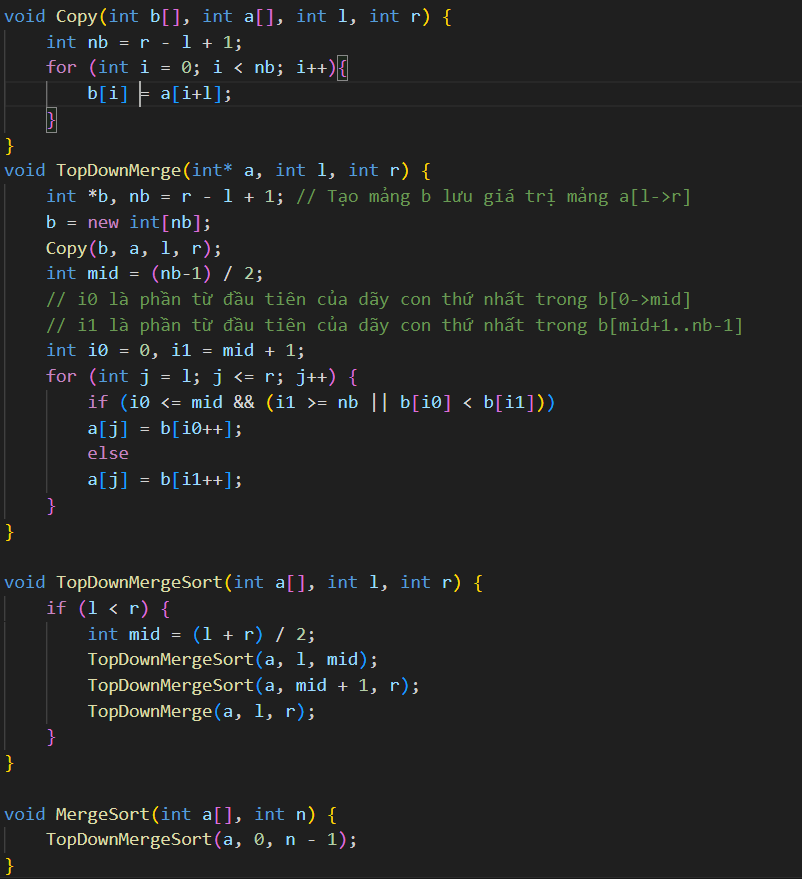 void Copy(int b[], int a[], int l, int r) {
    int nb = r - l + 1;
    for (int i = 0; i < nb; i++){
        b[i] = a[i+l];
    }
}
void TopDownMerge(int* a, int l, int r) {
    int *b, nb = r - l + 1; // Tạo mảng b lưu giá trị mảng a[l->r]
    b = new int[nb];
    Copy(b, a, l, r);
    int mid = (nb-1) / 2;
    // i0 là phần từ đầu tiên của dãy con thứ nhất trong b[0->mid]
    // i1 là phần từ đầu tiên của dãy con thứ nhất trong b[mid+1..nb-1]
    int i0 = 0, i1 = mid + 1;
    for (int j = l; j <= r; j++) {
        if (i0 <= mid && (i1 >= nb || b[i0] < b[i1]))
        a[j] = b[i0++];
        else
        a[j] = b[i1++];
    }
}

void TopDownMergeSort(int a[], int l, int r) {
    if (l < r) {
        int mid = (l + r) / 2;
        TopDownMergeSort(a, l, mid);
        TopDownMergeSort(a, mid + 1, r);
        TopDownMerge(a, l, r);
    }
}

void MergeSort(int a[], int n) {
    TopDownMergeSort(a, 0, n - 1);
}